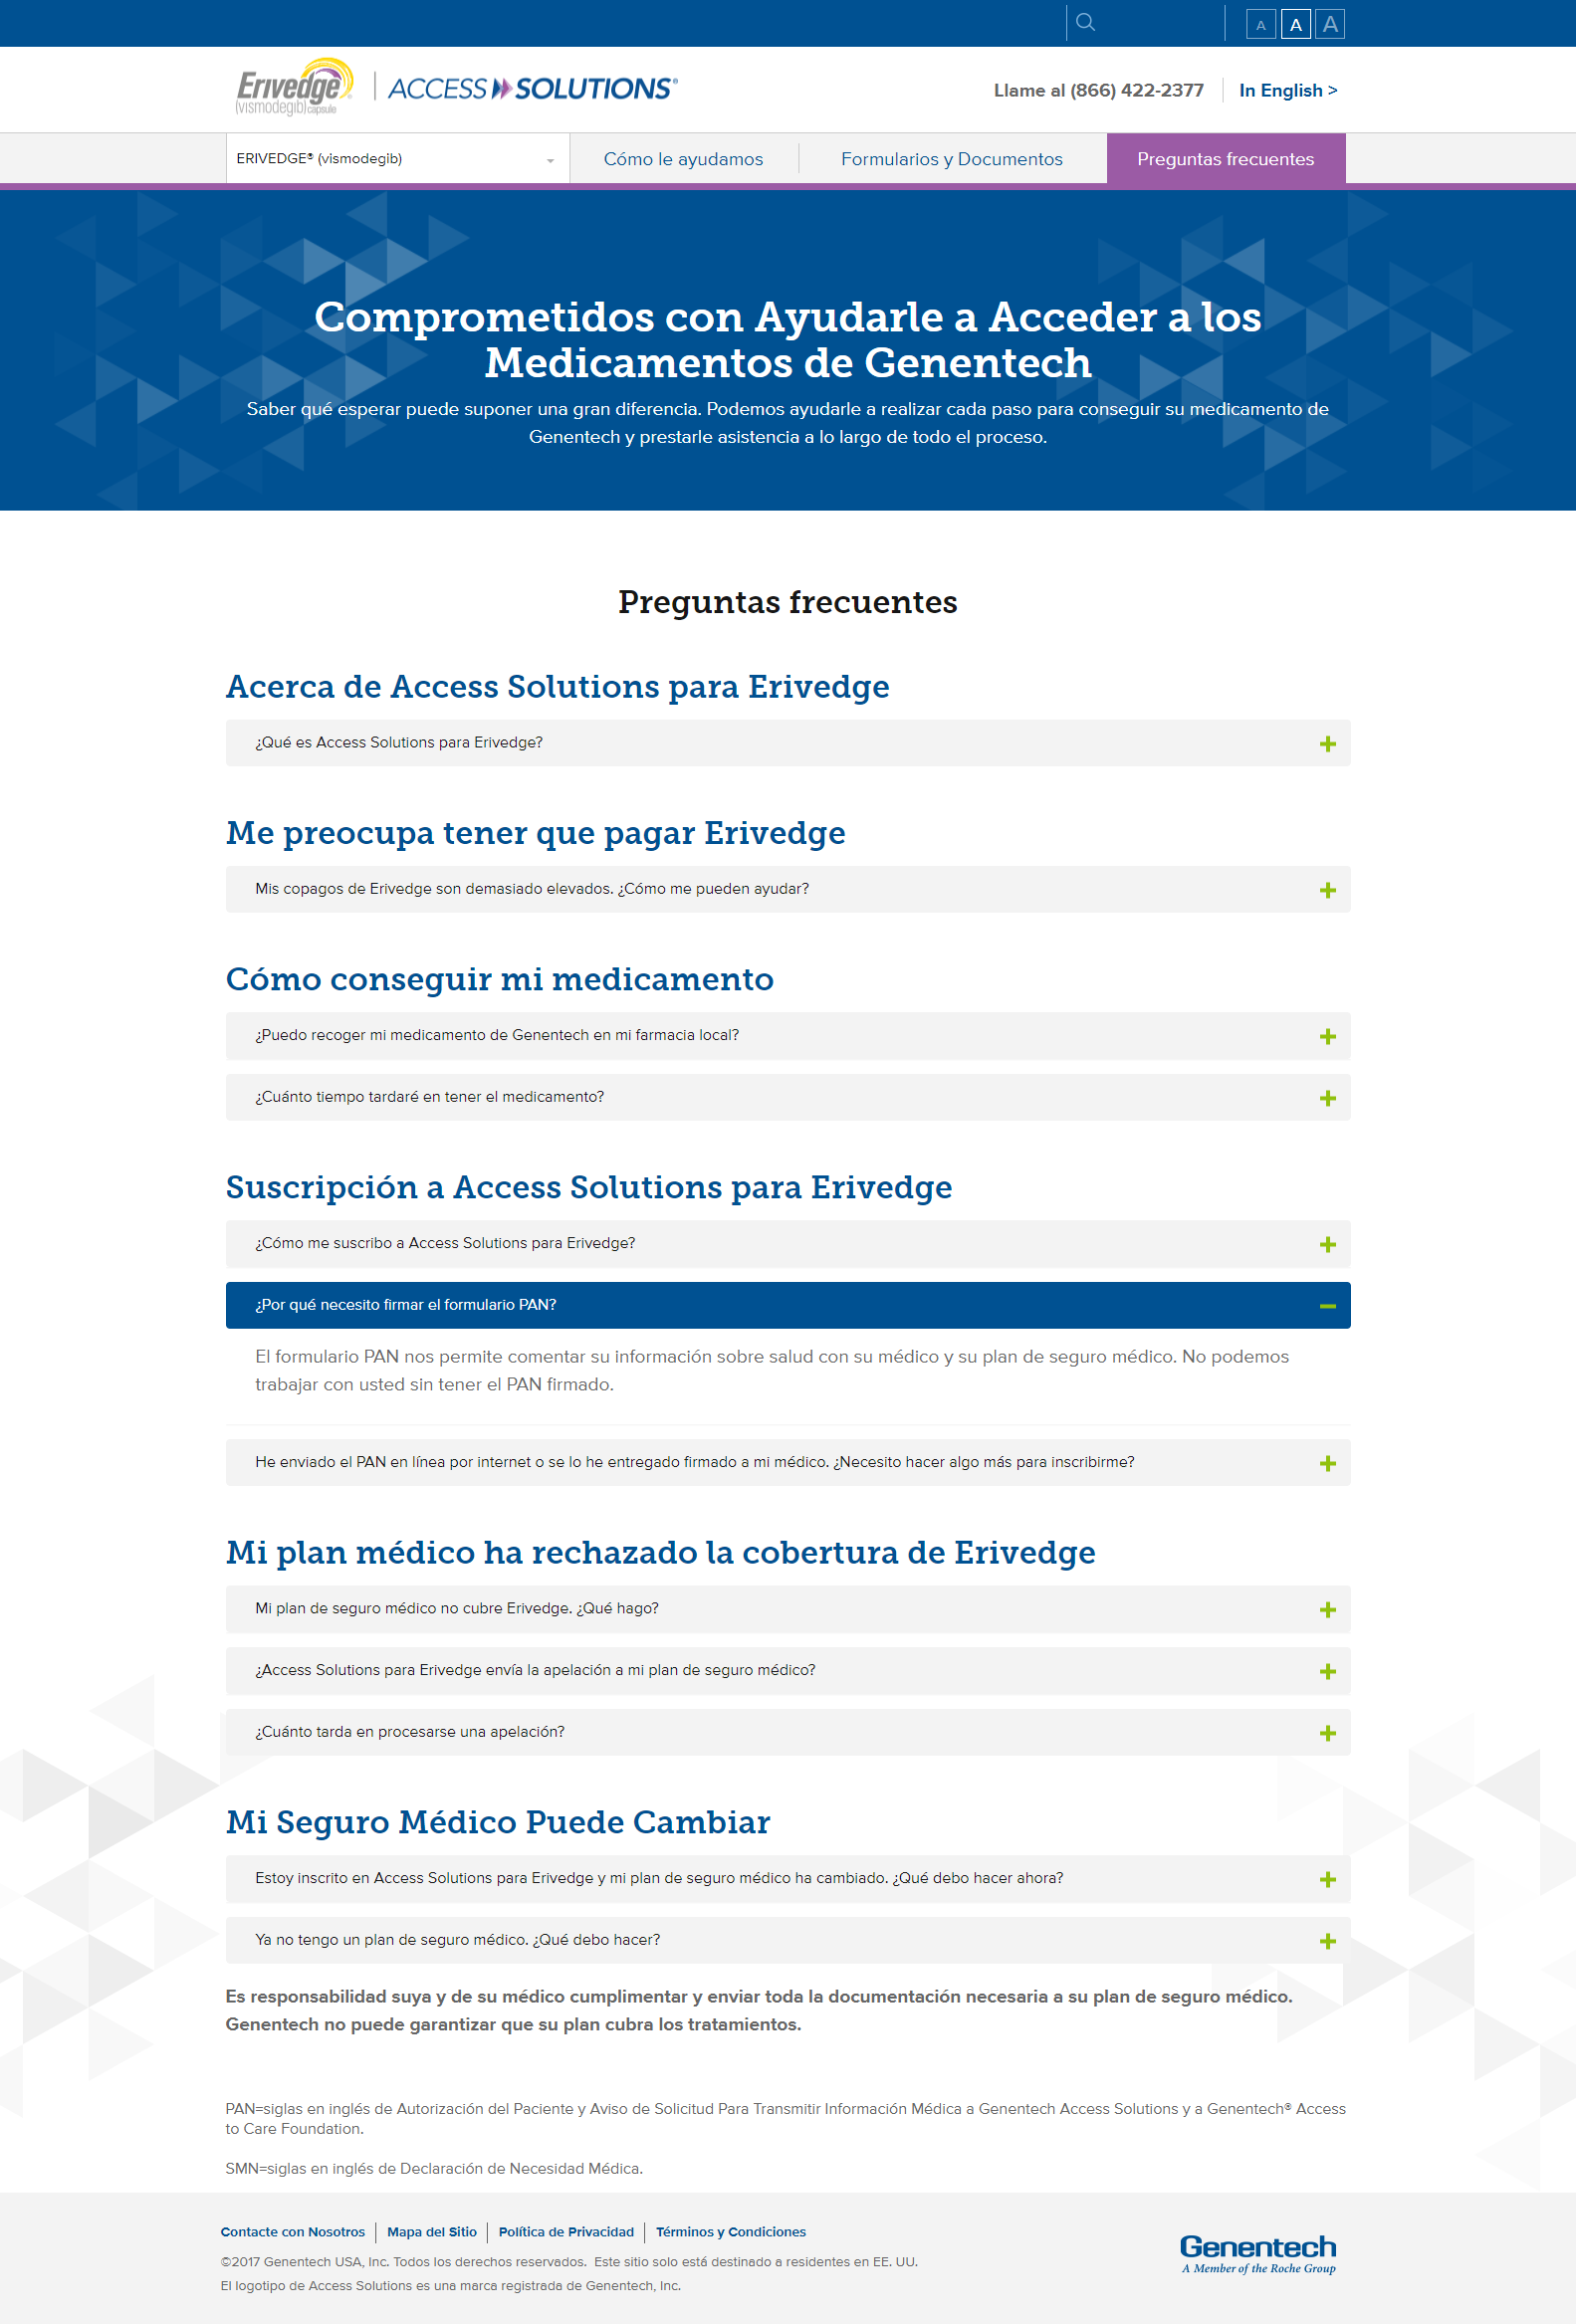 A A A
Erivedge®
(vismodegib) capsule
ACCESS SOLUTIONS®
Llame al (866) 422-2377
In English >
ERIVEDGE® (vismodegib)
Cómo le ayudamos
Formularios y Documentos
Preguntas frecuentes
Comprometidos con Ayudarle a Acceder a los
Medicamentos de Genentech
Saber qué esperar puede suponer una gran diferencia. Podemos ayudarle a realizar cada paso para conseguir su medicamento de
Genentech y prestarle asistencia a lo largo de todo el proceso.
Preguntas frecuentes
Acerca de Access Solutions para Erivedge
¿Qué es Access Solutions para Erivedge?
Me preocupa tener que pagar Erivedge
Mis copagos de Erivedge son demasiado elevados. ¿Cómo me pueden ayudar?
Cómo conseguir mi medicamento
¿Puedo recoger mi medicamento de Genentech en mi farmacia local?
¿Cuánto tiempo tardaré en tener el medicamento?
Suscripción a Access Solutions para Erivedge
¿Cómo me suscribo a Access Solutions para Erivedge?
¿Por qué necesito firmar el formulario PAN?
El formulario PAN nos permite comentar su información sobre salud con su médico y su plan de seguro médico. No podemos
trabajar con usted sin tener el PAN firmado.
He enviado el PAN en línea por internet o se lo he entregado firmado a mi médico. ¿Necesito hacer algo más para inscribirme?
Mi plan médico ha rechazado la cobertura de Erivedge
Mi plan de seguro médico no cubre Erivedge. ¿Qué hago?
¿Access Solutions para Erivedge envía la apelación a mi plan de seguro médico?
¿Cuánto tarda en procesarse una apelación?
Mi Seguro Médico Puede Cambiar
Estoy inscrito en Access Solutions para Erivedge y mi plan de seguro médico ha cambiado. ¿Qué debo hacer ahora?
Ya no tengo un plan de seguro médico. ¿Qué debo hacer?
Es responsabilidad suya y de su médico cumplimentar y enviar toda la documentación necesaria a su plan de seguro médico.
Genentech no puede garantizar que su plan cubra los tratamientos.
PAN=siglas en inglés de Autorización del Paciente y Aviso de Solicitud Para Transmitir Información Médica a Genentech Access Solutions y a Genentech® Access
to Care Foundation.
SMN=siglas en inglés de Declaración de Necesidad Médica.
Contacte con Nosotros
Mapa del Sitio
Política de Privacidad
Términos y Condiciones
©2017 Genentech USA, Inc. Todos los derechos reservados. Este sitio solo está destinado a residentes en EE. UU.
El logotipo de Access Solutions es una marca registrada de Genentech, Inc.
Genentech
A Member of the Roche Group